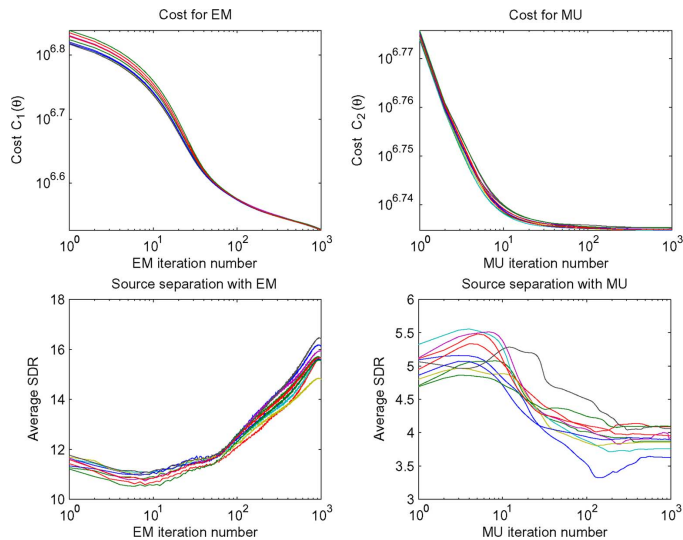 Cost for EM
10^6.8
10^6.7
10^6.6
Cost C₁(θ)
10^0
10^1
10^2
10^3
EM iteration number
Cost for MU
10^6.77
10^6.76
10^6.75
10^6.74
Cost C₂(θ)
10^0
10^1
10^2
10^3
MU iteration number
Source separation with EM
18
16
14
12
10
Average SDR
10^0
10^1
10^2
10^3
EM iteration number
Source separation with MU
6
5.5
5
4.5
4
3.5
3
Average SDR
10^0
10^1
10^2
10^3
MU iteration number